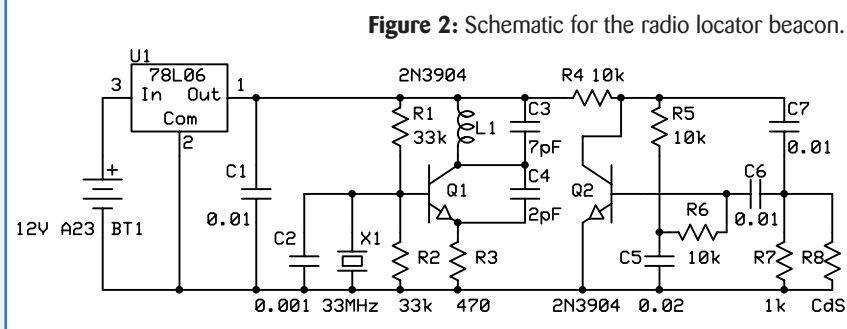 Figure 2: Schematic for the radio locator beacon.
U1
78L06
3 In Out 1
Com
2
2N3904
R4 10k
R1
33k
L1
C3
7pF
R5
10k
C7
0.01
+
12V A23 BT1
C1
0.01
C4
2pF
Q1
Q2
C6
0.01
C2
X1
R2
R3
R6
10k
C5
R7
R8
0.001 33MHz 33k 470 2N3904 0.02 1k CdS